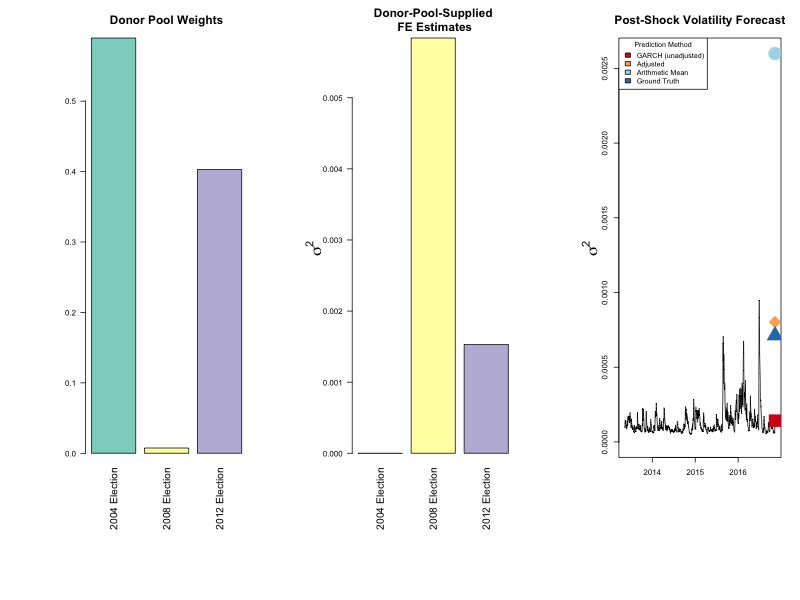 Donor Pool Weights
0.5
0.4
0.3
0.2
0.1
0.0
2004 Election
2008 Election
2012 Election
Donor-Pool-Supplied
FE Estimates
σ²
0.005
0.004
0.003
0.002
0.001
0.000
2004 Election
2008 Election
2012 Election
Post-Shock Volatility Forecast
Prediction Method
GARCH (unadjusted)
Adjusted
Arithmetic Mean
Ground Truth
σ²
0.0025
0.0020
0.0015
0.0010
0.0005
0.0000
2014
2015
2016